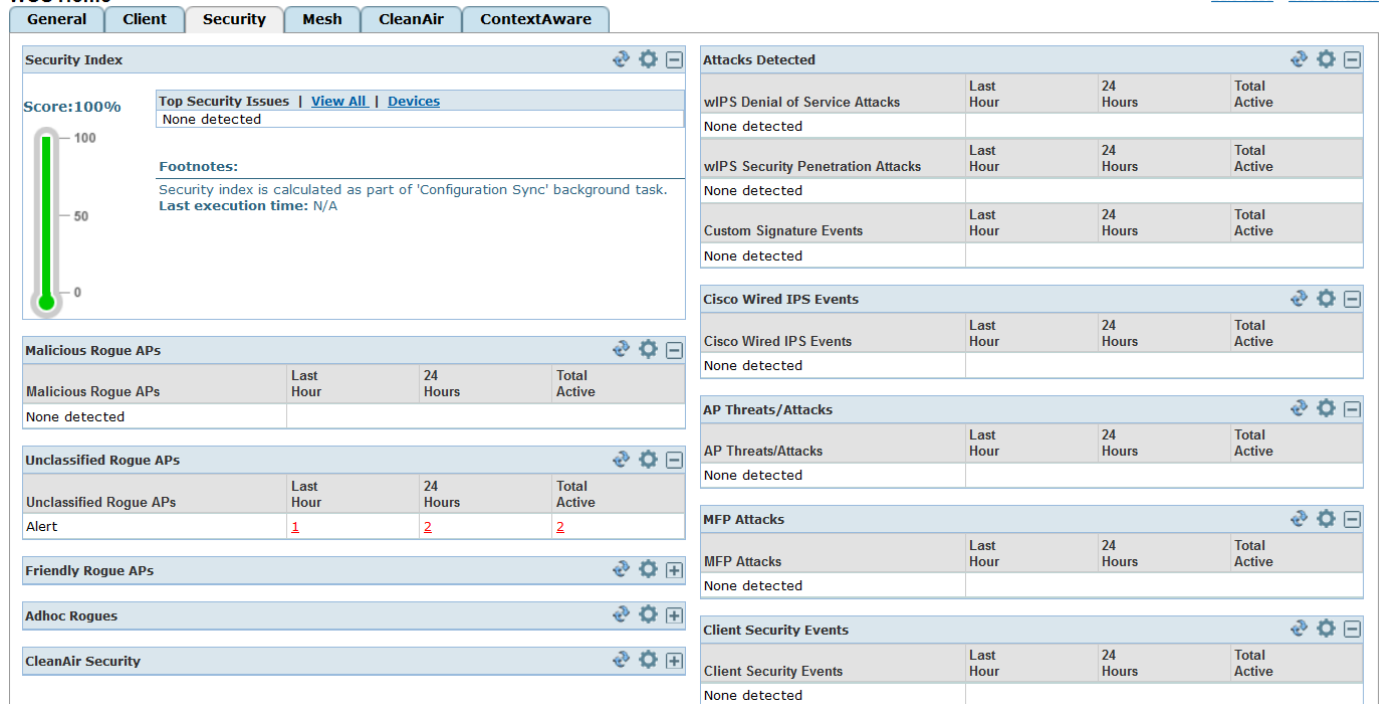 WCS Home
General Client Security Mesh CleanAir ContextAware
Security Index
Score:100%
100
50
0
Top Security Issues | View All | Devices
None detected
Footnotes:
Security index is calculated as part of 'Configuration Sync' background task.
Last execution time: N/A
Malicious Rogue APs
Malicious Rogue APs Last Hour 24 Hours Total Active
None detected
Unclassified Rogue APs
Unclassified Rogue APs Last Hour 24 Hours Total Active
Alert 1 2 2
Friendly Rogue APs
Adhoc Rogues
CleanAir Security
Attacks Detected
wIPS Denial of Service Attacks Last Hour 24 Hours Total Active
None detected
wIPS Security Penetration Attacks Last Hour 24 Hours Total Active
None detected
Custom Signature Events Last Hour 24 Hours Total Active
None detected
Cisco Wired IPS Events
Cisco Wired IPS Events Last Hour 24 Hours Total Active
None detected
AP Threats/Attacks
AP Threats/Attacks Last Hour 24 Hours Total Active
None detected
MFP Attacks
MFP Attacks Last Hour 24 Hours Total Active
None detected
Client Security Events
Client Security Events Last Hour 24 Hours Total Active
None detected